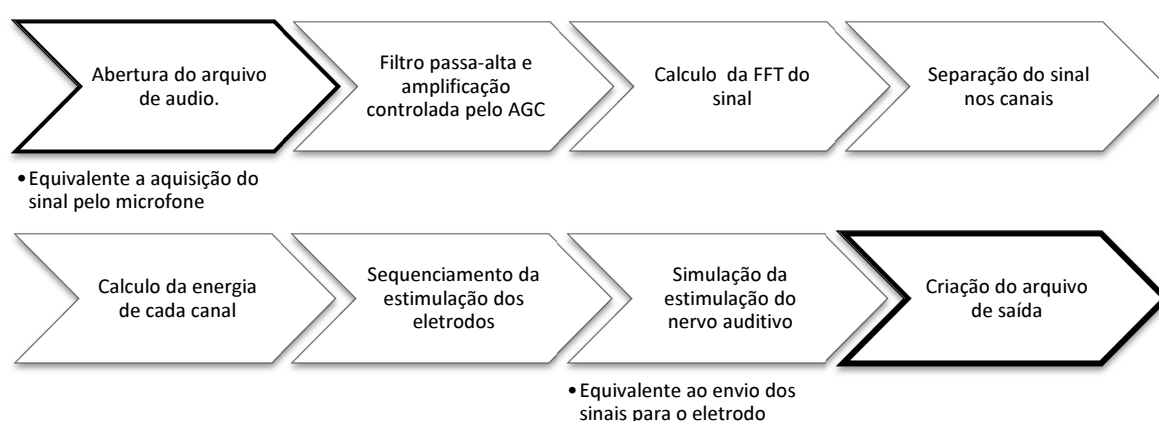 Abertura do arquivo
de audio.
Filtro passa-alta e
amplificação
controlada pelo AGC
Calculo da FFT do
sinal
Separação do sinal
nos canais
•Equivalente a aquisição do
sinal pelo microfone
Calculo da energia
de cada canal
Sequenciamento da
estimulação dos
eletrodos
Simulação da
estimulação do
nervo auditivo
Criação do arquivo
de saída
•Equivalente ao envio dos
sinais para o eletrodo